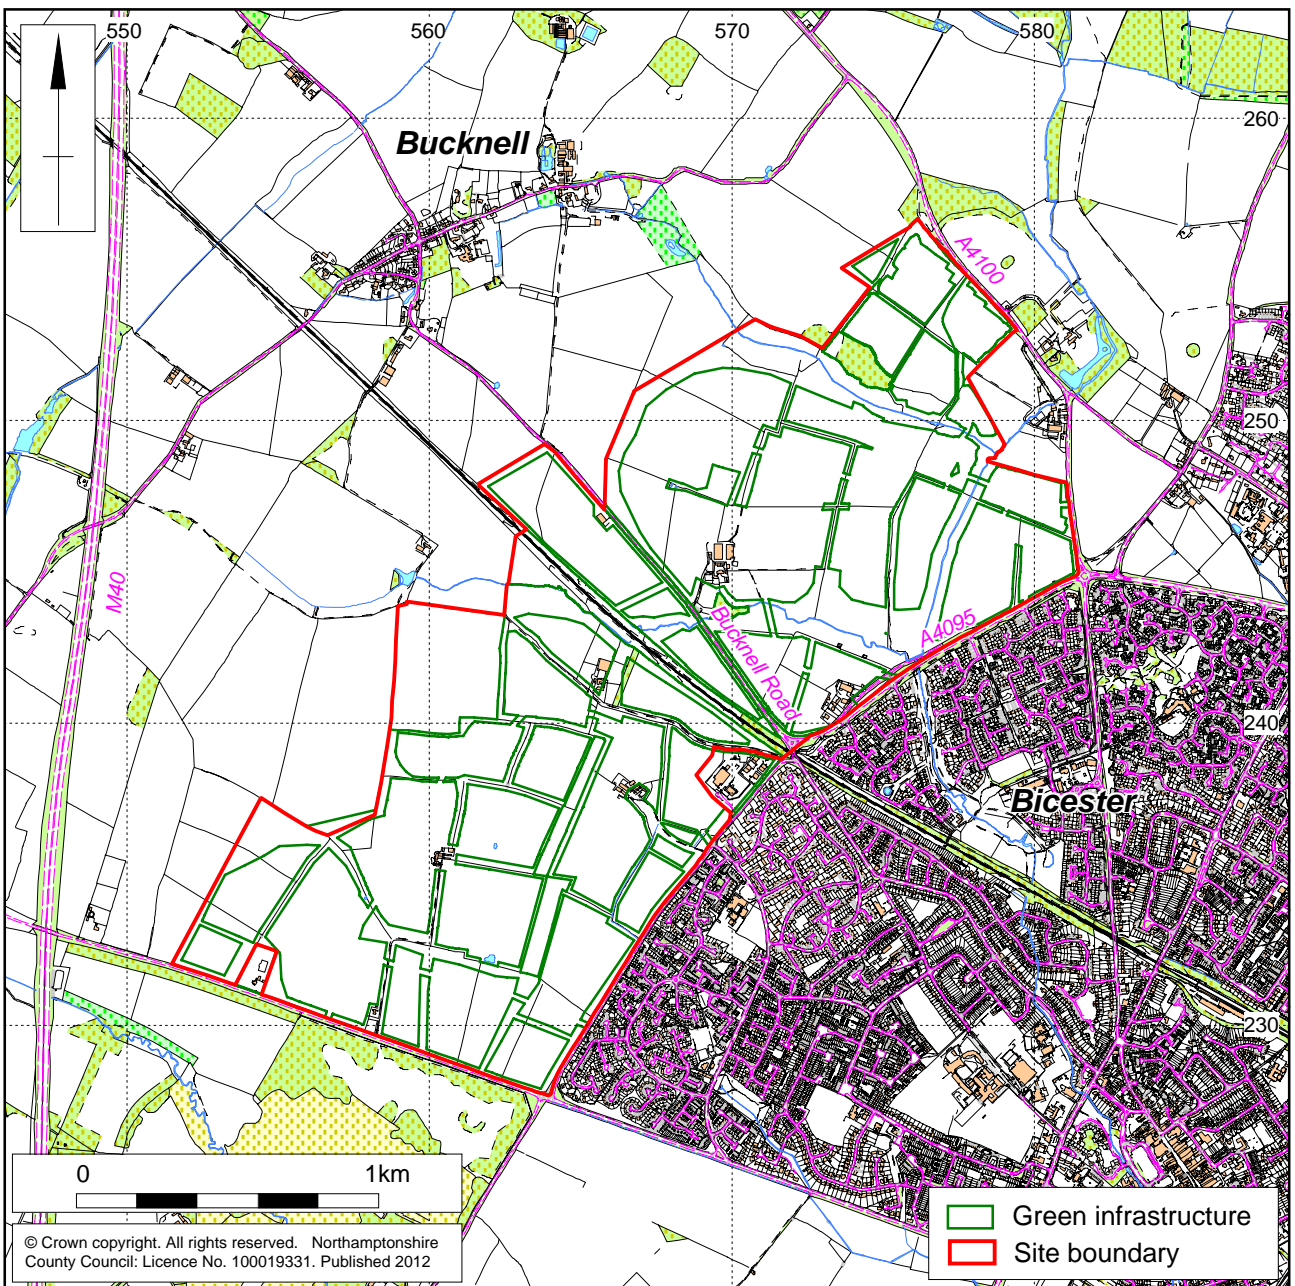 550
560
570
580
260
Bucknell
A4100
250
M40
Bucknell Road
A4095
240
Bicester
230
0
1km
© Crown copyright. All rights reserved. Northamptonshire
County Council: Licence No. 100019331. Published 2012
Green infrastructure
Site boundary